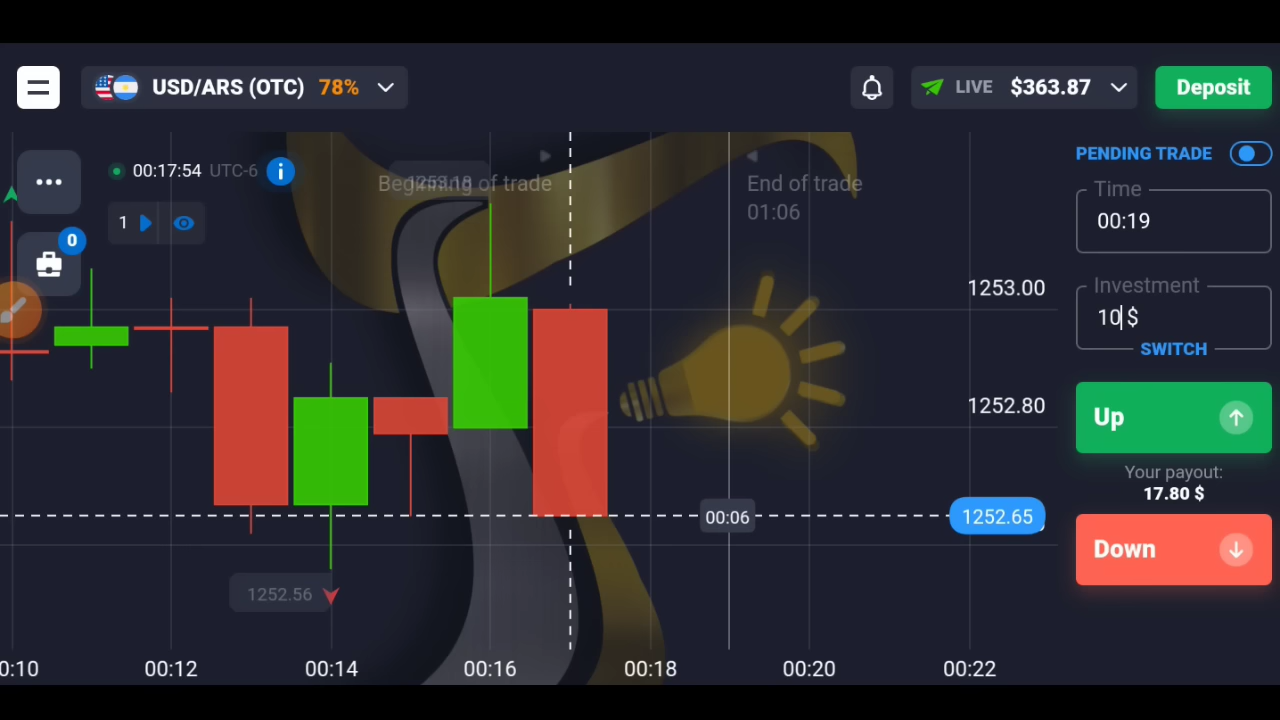 USD/ARS (OTC) 78%
LIVE $363.87
Deposit
00:17:54 UTC-6 i
1
0
Beginning of trade
1253.18
End of trade
01:06
PENDING TRADE
Time
00:19
Investment
10 $
SWITCH
Up
Your payout:
17.80 $
Down
1253.00
1252.80
1252.65
00:06
1252.56
0:10 00:12 00:14 00:16 00:18 00:20 00:22